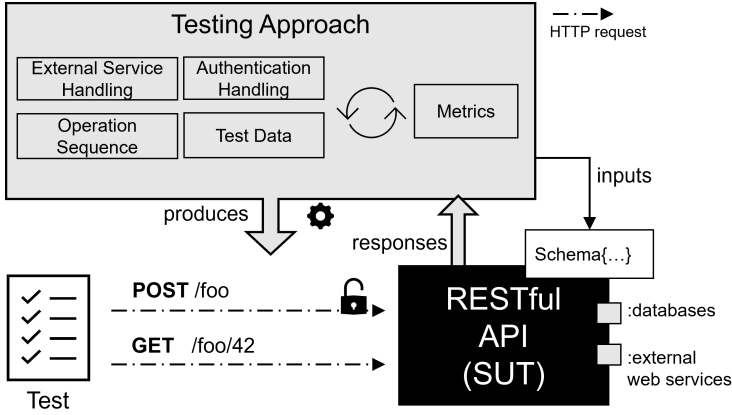 Testing Approach
HTTP request
External Service
Handling
Authentication
Handling
Operation
Sequence
Test Data
Metrics
inputs
produces
responses
Schema{...}
POST /foo
GET /foo/42
RESTful
API
(SUT)
:databases
:external
web services
Test